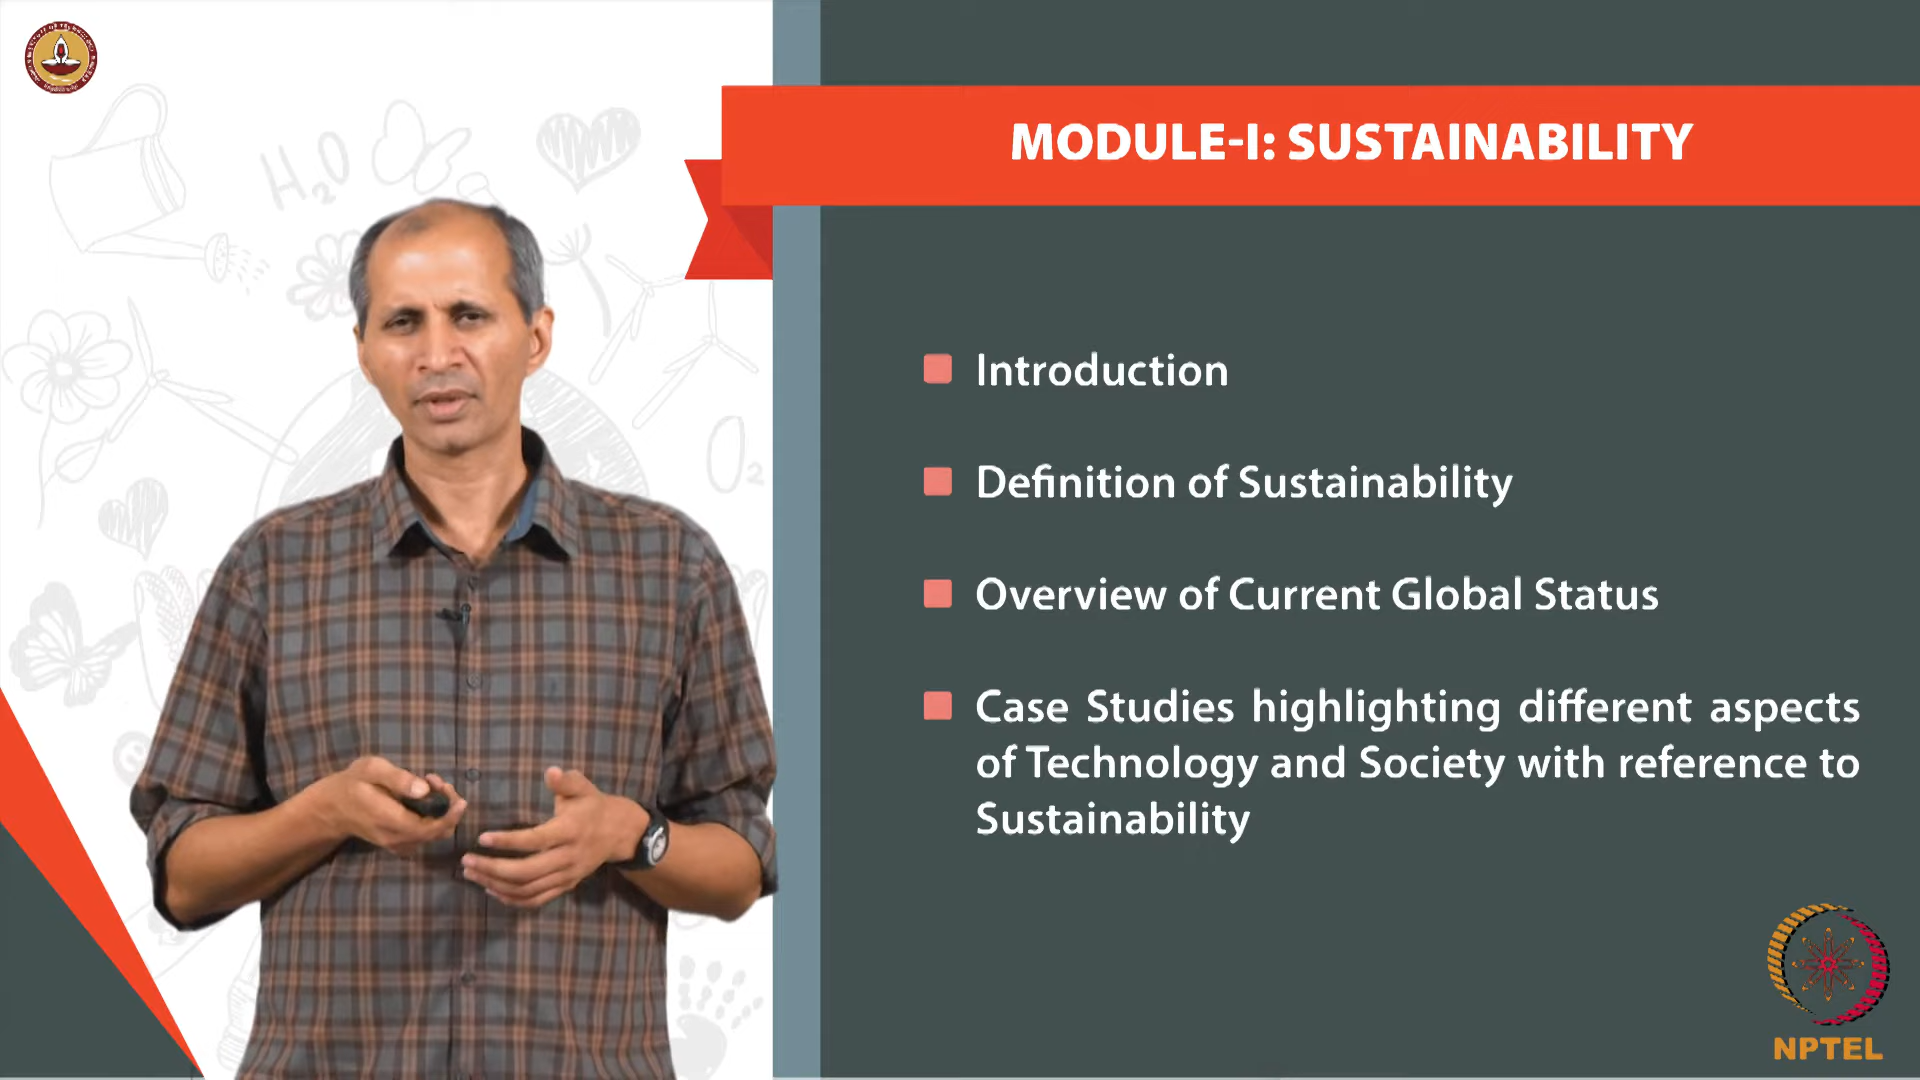 MODULE-I: SUSTAINABILITY
H₂O
O₂
Introduction
Definition of Sustainability
Overview of Current Global Status
Case Studies highlighting different aspects
of Technology and Society with reference to
Sustainability
NPTEL